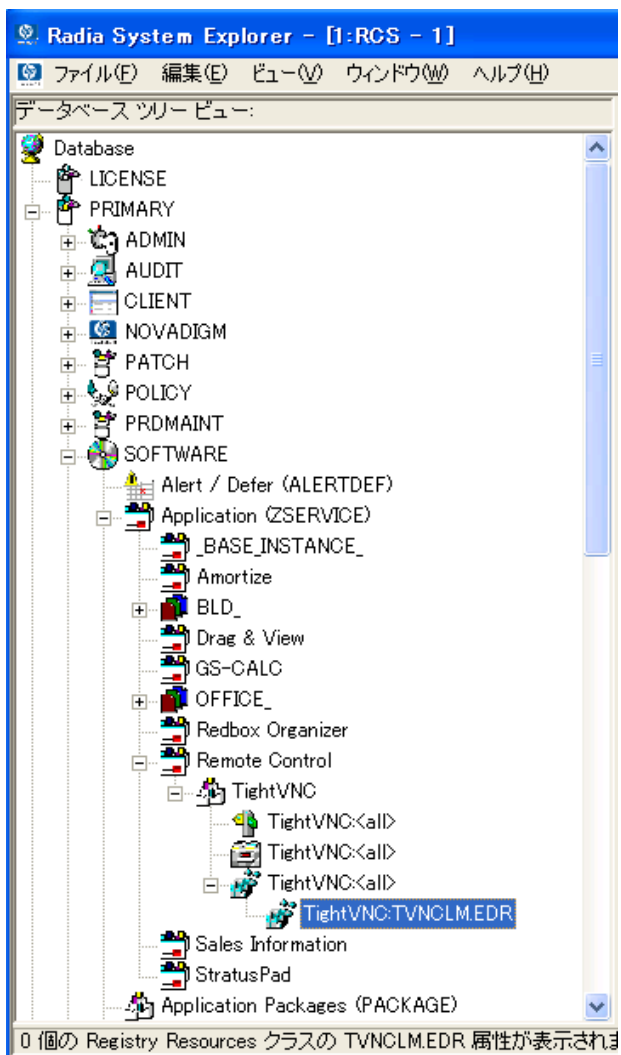 Radia System Explorer - [1:RCS - 1]
ファイル(F) 編集(E) ビュー(V) ウィンドウ(W) ヘルプ(H)
データベース ツリー ビュー:
Database
LICENSE
PRIMARY
ADMIN
AUDIT
CLIENT
NOVADIGM
PATCH
POLICY
PRDMAINT
SOFTWARE
Alert / Defer (ALERTDEF)
Application (ZSERVICE)
_BASE_INSTANCE_
Amortize
BLD_
Drag & View
GS-CALC
OFFICE_
Redbox Organizer
Remote Control
TightVNC
TightVNC:<all>
TightVNC:<all>
TightVNC:<all>
TightVNC:TVNCLM.EDR
Sales Information
StratusPad
Application Packages (PACKAGE)
0 個の Registry Resources クラスの TVNCLM.EDR 属性が表示されま